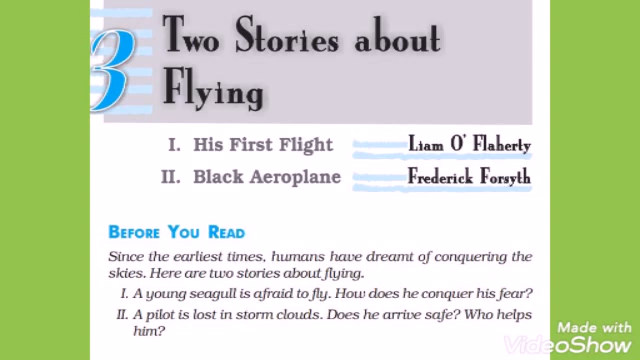 3
Two Stories about
Flying
I. His First Flight Liam O' Flaherty
II. Black Aeroplane Frederick Forsyth
BEFORE YOU READ
Since the earliest times, humans have dreamt of conquering the
skies. Here are two stories about flying.
I. A young seagull is afraid to fly. How does he conquer his fear?
II. A pilot is lost in storm clouds. Does he arrive safe? Who helps
him?
Made with
VideoShow